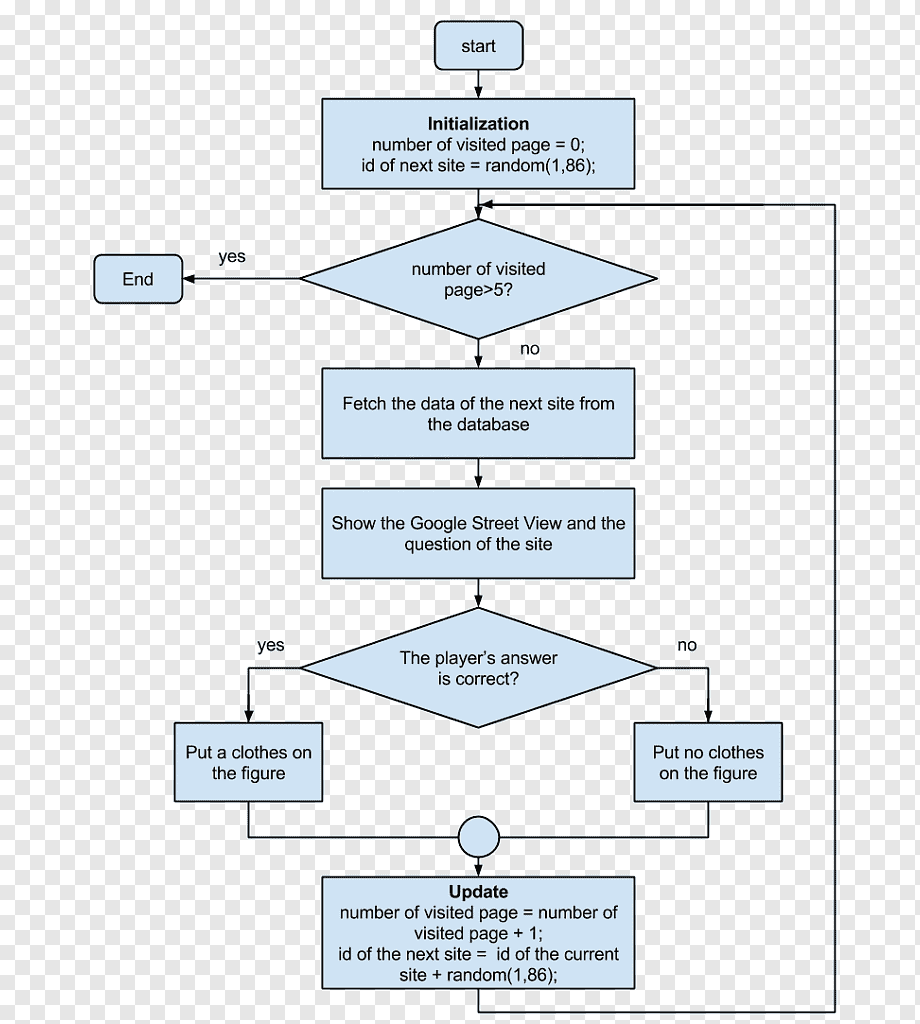 start
Initialization
number of visited page = 0;
id of next site = random(1,86);
yes
End
number of visited
page>5?
no
Fetch the data of the next site from
the database
Show the Google Street View and the
question of the site
yes
The player’s answer
is correct?
no
Put a clothes on
the figure
Put no clothes
on the figure
Update
number of visited page = number of
visited page + 1;
id of the next site =  id of the current
site + random(1,86);